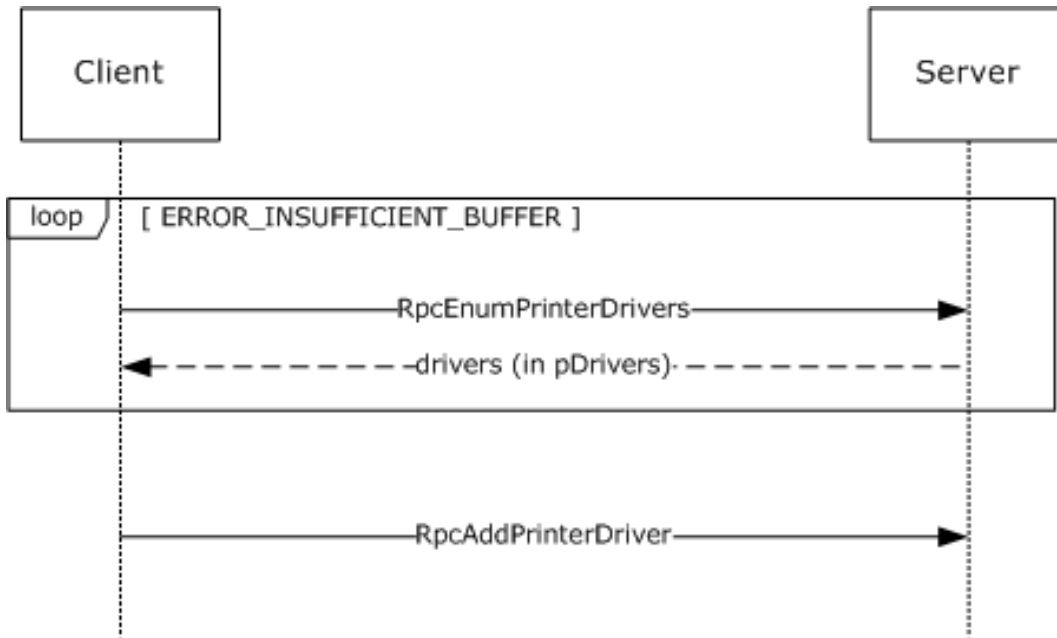 Client
Server
loop
[ ERROR_INSUFFICIENT_BUFFER ]
RpcEnumPrinterDrivers
drivers (in pDrivers)
RpcAddPrinterDriver